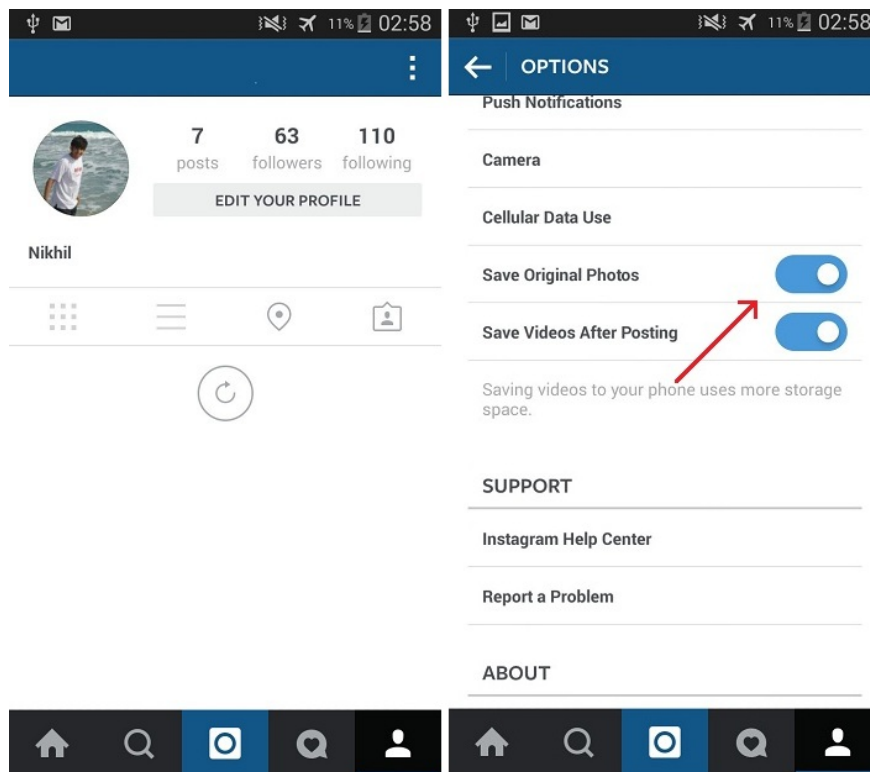 11% 02:58
7 63 110
posts followers following
EDIT YOUR PROFILE
Nikhil
11% 02:58
OPTIONS
Push Notifications
Camera
Cellular Data Use
Save Original Photos
Save Videos After Posting
Saving videos to your phone uses more storage
space.
SUPPORT
Instagram Help Center
Report a Problem
ABOUT